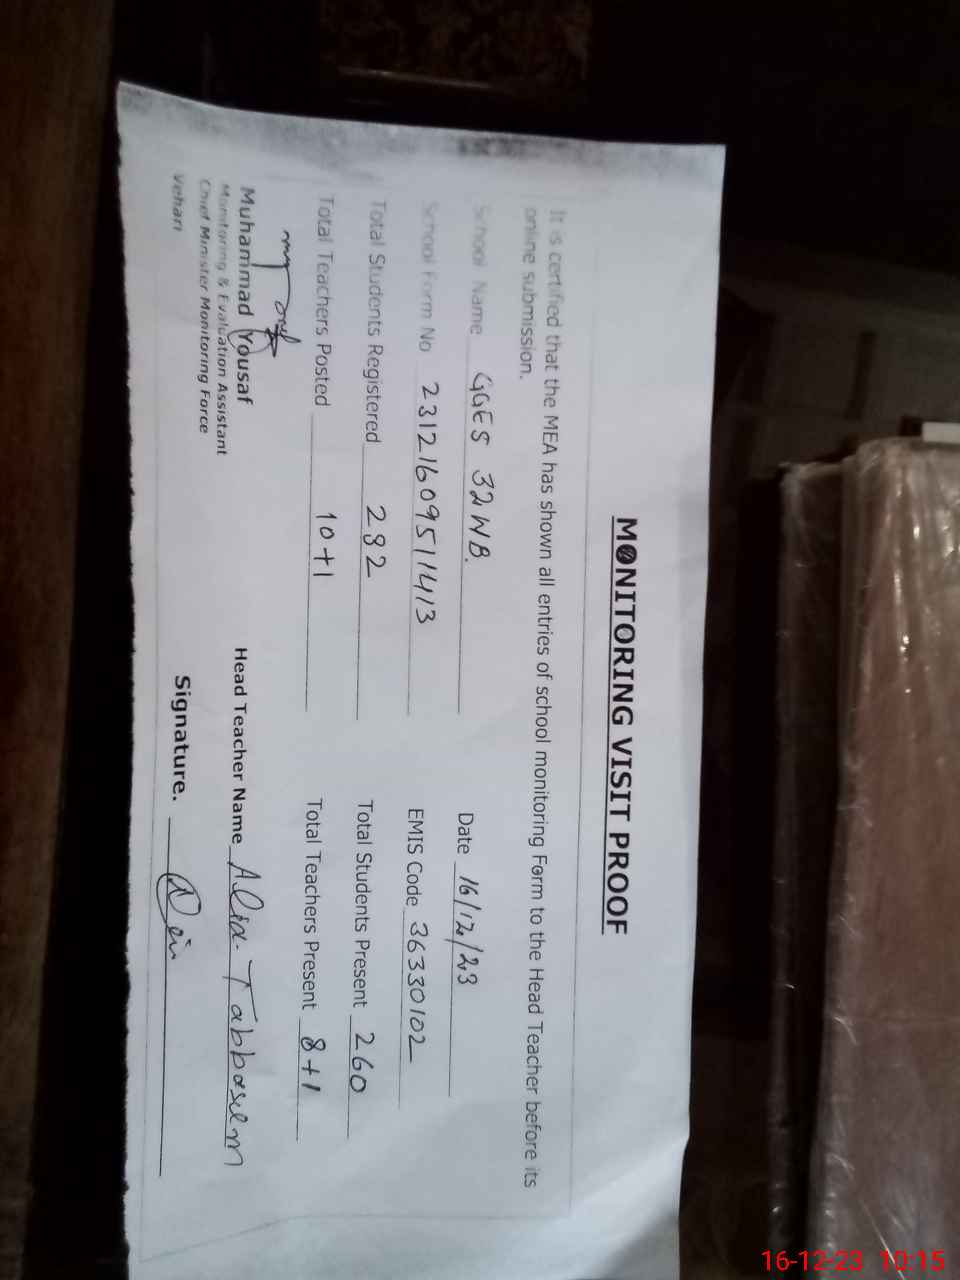 MONITORING VISIT PROOF
It is certified that the MEA has shown all entries of school monitoring Form to the Head Teacher before its
online submission.
School Name GGES 32WB. Date 16/12/23
School Form No 23121609511413 EMIS Code 36330102
Total Students Registered 282 Total Students Present 260
Total Teachers Posted 10+1 Total Teachers Present 8+1
Muhammad Yousaf
Monitoring & Evaluation Assistant
Chief Minister Monitoring Force
Vehari
Head Teacher Name Alia Tabbasum
Signature.
16-12-23 10:15